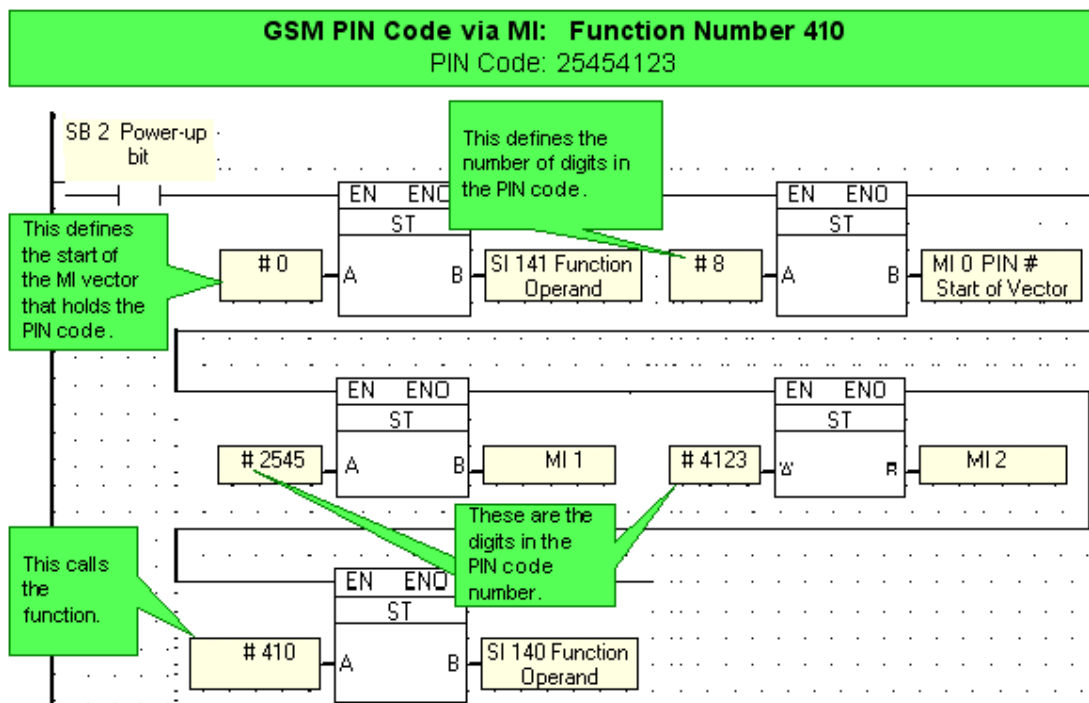 GSM PIN Code via MI: Function Number 410
PIN Code: 25454123
SB 2 Power-up
bit
This defines the
number of digits in
the PIN code.
This defines
the start of
the MI vector
that holds the
PIN code.
EN ENO
ST
# 0
A B
SI 141 Function
Operand
EN ENO
ST
# 8
A B
MI 0 PIN #
Start of Vector
EN ENO
ST
# 2545
A B
MI 1
EN ENO
ST
# 4123
MI 2
These are the
digits in the
PIN code
number.
This calls
the
function.
EN ENO
ST
# 410
A B
SI 140 Function
Operand